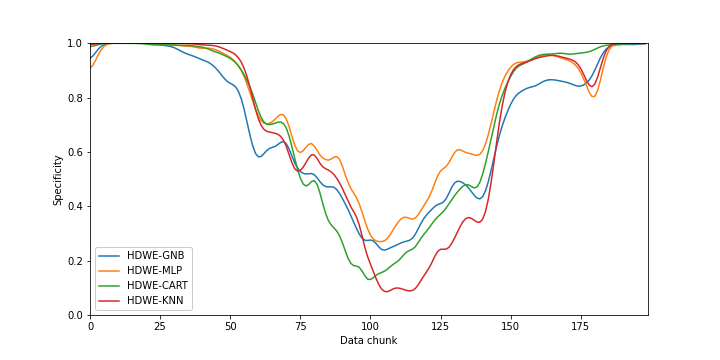 1.0
0.8
0.6
0.4
0.2
0.0
Specificity
HDWE-GNB
HDWE-MLP
HDWE-CART
HDWE-KNN
0 25 50 75 100 125 150 175
Data chunk